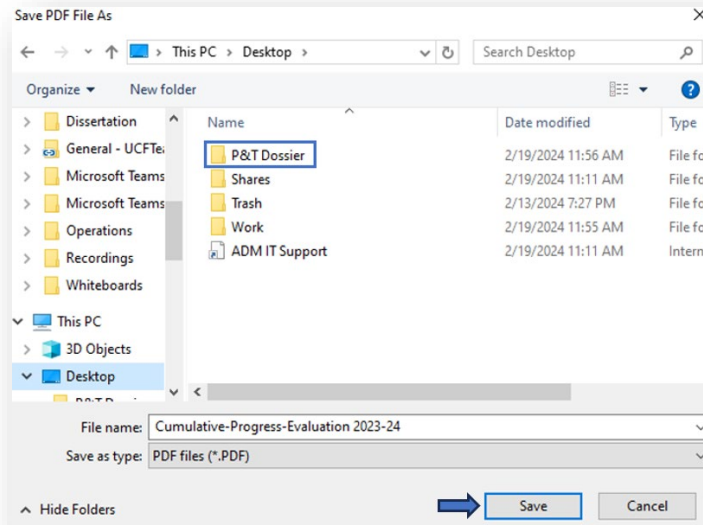 Save PDF File As
This PC > Desktop >
Search Desktop
Organize
New folder
Dissertation
General - UCFTe
Microsoft Teams
Microsoft Teams
Operations
Recordings
Whiteboards
This PC
3D Objects
Desktop
Name Date modified Type
P&T Dossier 2/19/2024 11:56 AM File fo
Shares 2/19/2024 11:11 AM File fo
Trash 2/13/2024 7:27 PM File fo
Work 2/19/2024 11:55 AM File fo
ADM IT Support 2/19/2024 11:11 AM Intern
File name: Cumulative-Progress-Evaluation 2023-24
Save as type: PDF files (*.PDF)
Hide Folders
Save
Cancel